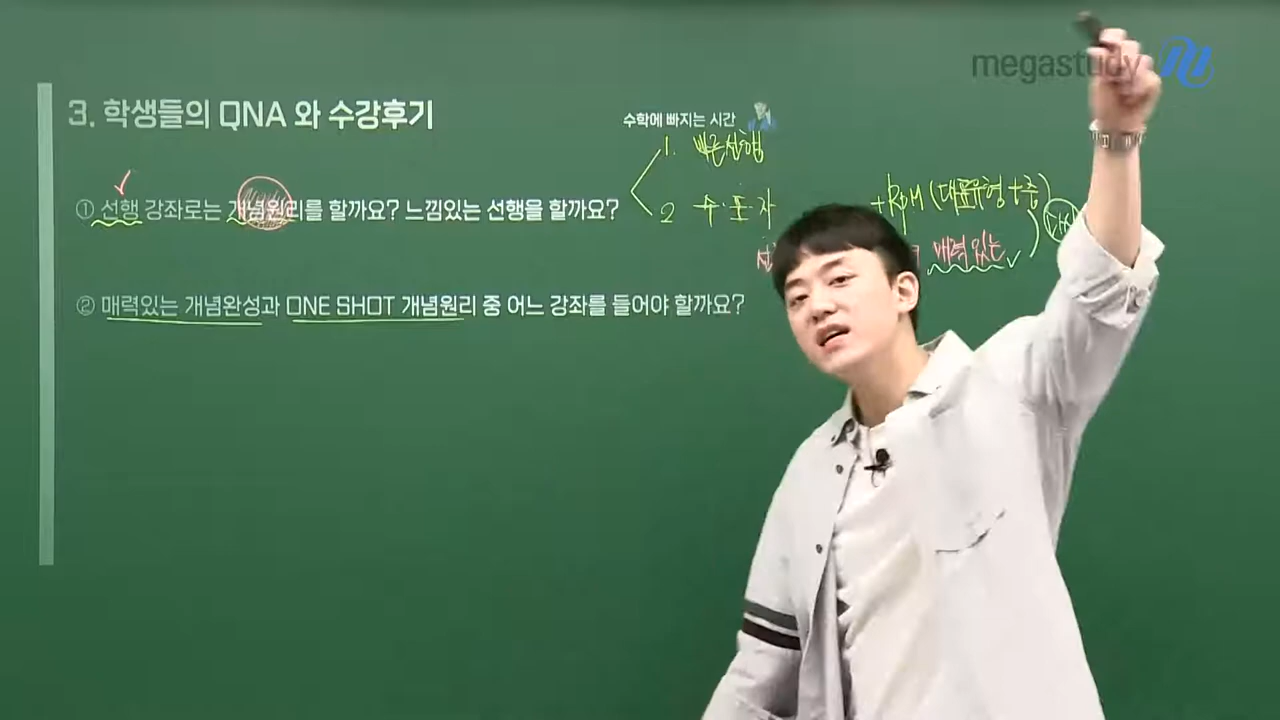 megastudy
3. 학생들의 QNA 와 수강후기
수학에 빠지는 시간
1. 빠른 선행
① 선행 강좌로는 개념원리를 할까요? 느낌있는 선행을 할까요?
2 수·포·자
+RPM (대표유형+중)
매력있는
② 매력있는 개념완성과 ONE SHOT 개념원리 중 어느 강좌를 들어야 할까요?